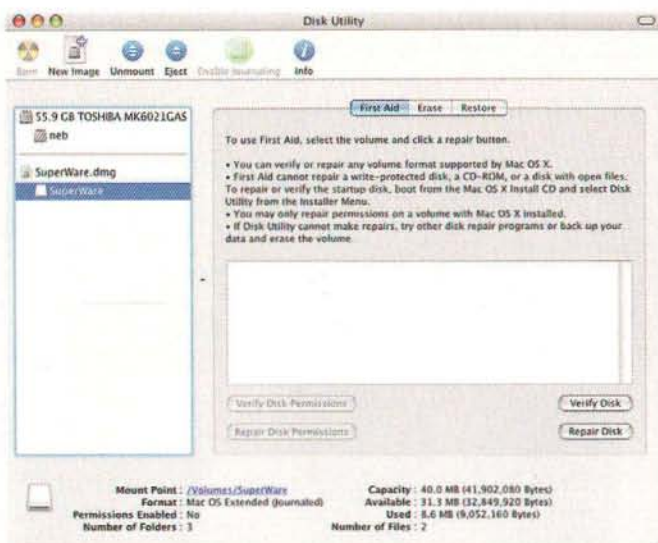 Disk Utility
Burn New Image Unmount Eject Enable Journaling Info
55.9 GB TOSHIBA MK6021GAS
neb
SuperWare.dmg
SuperWare
First Aid Erase Restore
To use First Aid, select the volume and click a repair button.
• You can verify or repair any volume format supported by Mac OS X.
• First Aid cannot repair a write-protected disk, a CD-ROM, or a disk with open files.
To repair or verify the startup disk, boot from the Mac OS X Install CD and select Disk
Utility from the Installer Menu.
• You may only repair permissions on a volume with Mac OS X installed.
• If Disk Utility cannot make repairs, try other disk repair programs or back up your
data and erase the volume
Verify Disk Permissions
Verify Disk
Repair Disk Permissions
Repair Disk
Mount Point : /Volumes/SuperWare
Format : Mac OS Extended (Journaled)
Permissions Enabled : No
Number of Folders : 3
Capacity : 40.0 MB (41,902,080 Bytes)
Available : 31.3 MB (32,849,920 Bytes)
Used : 8.6 MB (9,052,160 Bytes)
Number of Files : 2